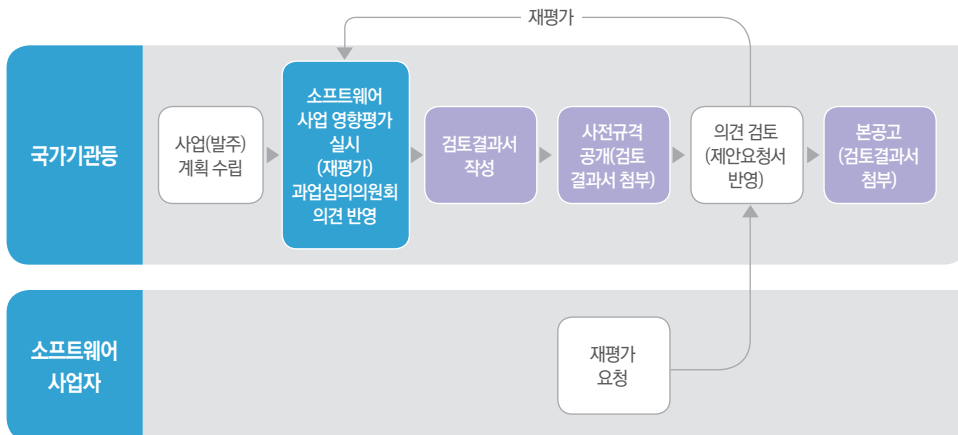 재평가
국가기관등
사업(발주)
계획 수립
소프트웨어
사업 영향평가
실시
(재평가)
과업심의위원회
의견 반영
검토결과서
작성
사전규격
공개(검토
결과서 첨부)
의견 검토
(제안요청서
반영)
본공고
(검토결과서
첨부)
소프트웨어
사업자
재평가
요청